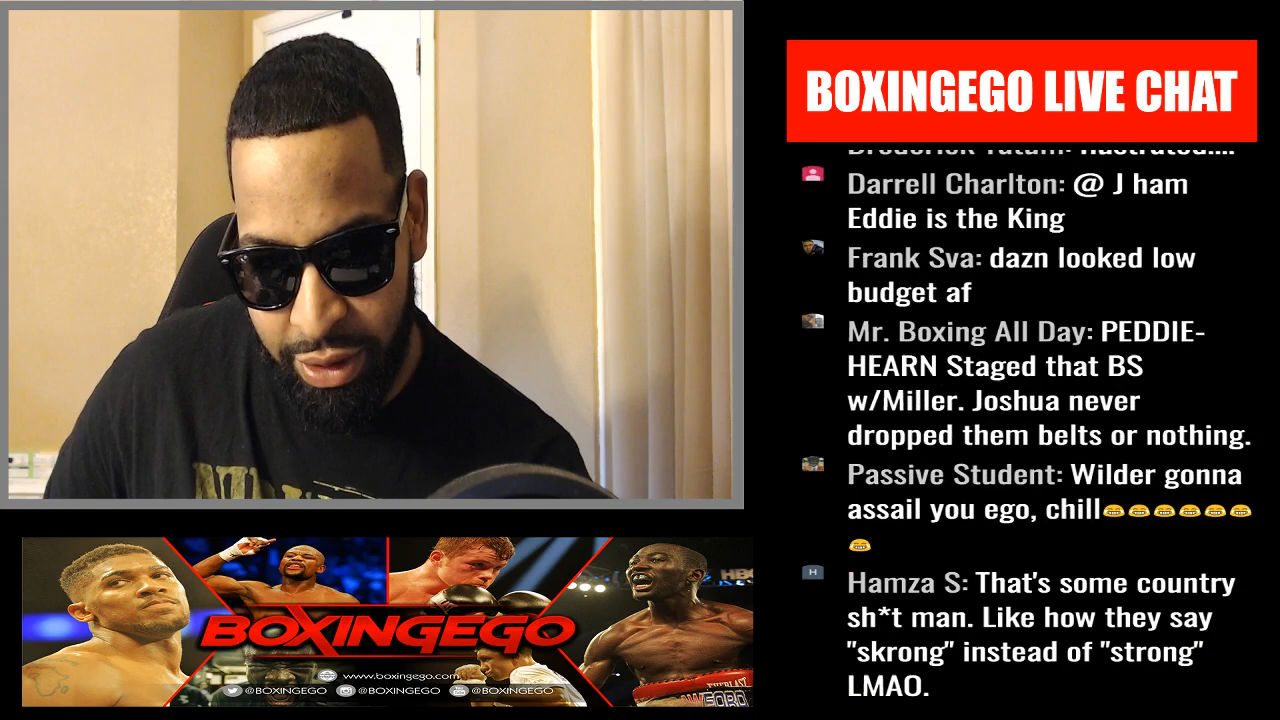 BOXINGEGO LIVE CHAT
Darrell Charlton: @ J ham
Eddie is the King
Frank Sva: dazn looked low
budget af
Mr. Boxing All Day: PEDDIE-
HEARN Staged that BS
w/Miller. Joshua never
dropped them belts or nothing.
Passive Student: Wilder gonna
assail you ego, chill😂😂😂😂😂😂
😂
H
Hamza S: That's some country
sh*t man. Like how they say
"skrong" instead of "strong"
LMAO.
HBO
BOXINGEGO
www.boxingego.com
@BOXINGEGO @BOXINGEGO @BOXINGEGO
EVERLAST